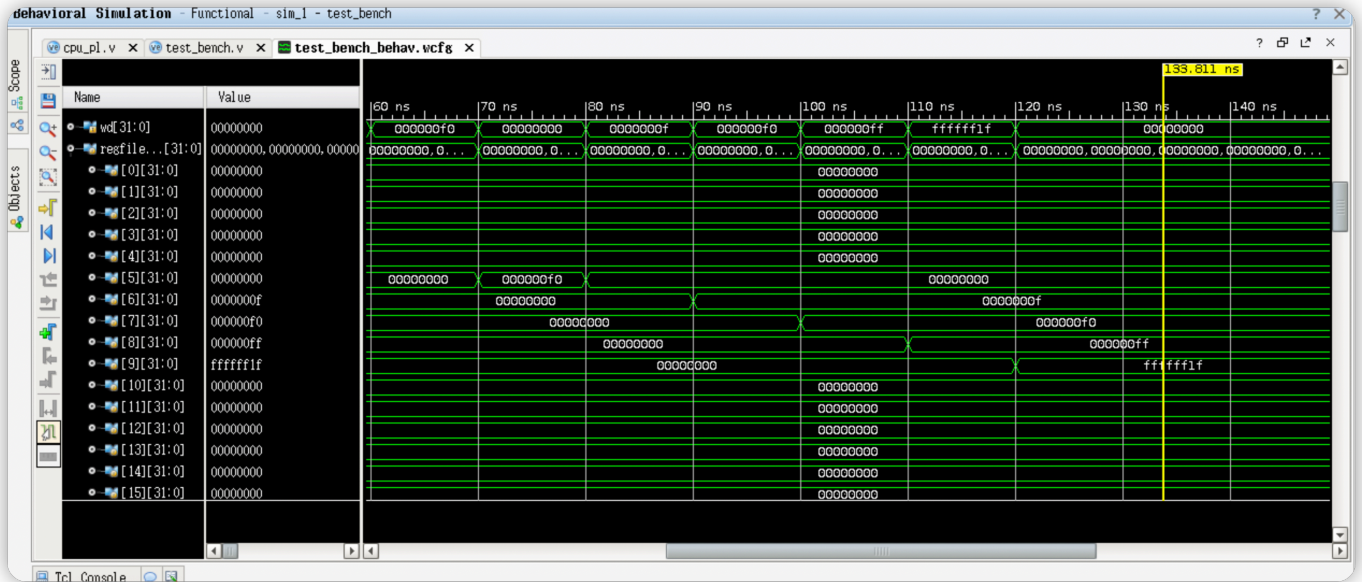 Behavioral Simulation - Functional - sim_1 - test_bench ? ×
cpu_pl.v × test_bench.v × test_bench_behav.wcfg × ? ×
Scope
Objects
133.811 ns
Name Value
60 ns 70 ns 80 ns 90 ns 100 ns 110 ns 120 ns 130 ns 140 ns
wd[31:0] 00000000 000000f0 00000000 0000000f 000000f0 000000ff ffffff1f 00000000
regfile...[31:0] 00000000,00000000,00000 00000000,0... 00000000,0... 00000000,0... 00000000,0... 00000000,0... 00000000,0... 00000000,00000000,00000000,00000000,0...
[0][31:0] 00000000 00000000
[1][31:0] 00000000 00000000
[2][31:0] 00000000 00000000
[3][31:0] 00000000 00000000
[4][31:0] 00000000 00000000
[5][31:0] 00000000 00000000 000000f0 00000000
[6][31:0] 0000000f 00000000 0000000f
[7][31:0] 000000f0 00000000 000000f0
[8][31:0] 000000ff 00000000 000000ff
[9][31:0] ffffff1f 00000000 ffffff1f
[10][31:0] 00000000 00000000
[11][31:0] 00000000 00000000
[12][31:0] 00000000 00000000
[13][31:0] 00000000 00000000
[14][31:0] 00000000 00000000
[15][31:0] 00000000 00000000
Tcl Console